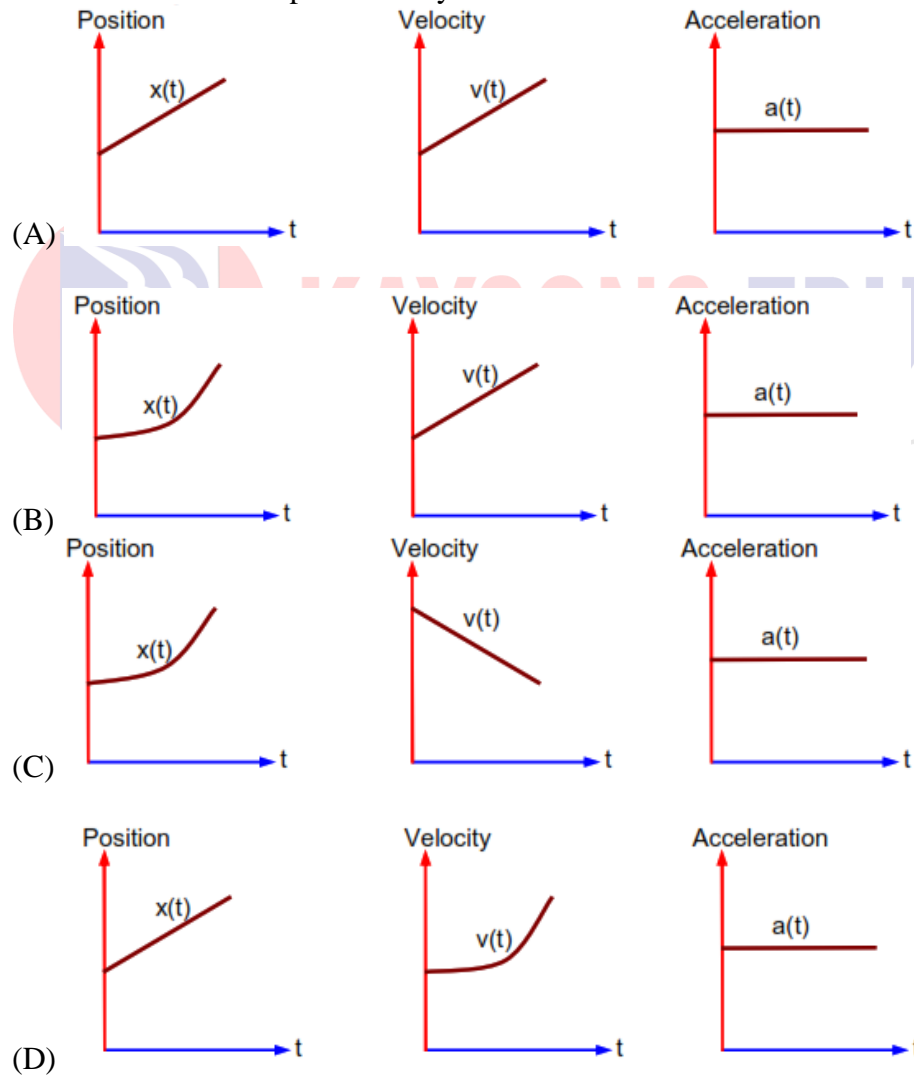 Position Velocity Acceleration
x(t) v(t) a(t)
(A) t t t
Position Velocity Acceleration
x(t) v(t) a(t)
(B) t t t
Position Velocity Acceleration
x(t) v(t) a(t)
(C) t t t
Position Velocity Acceleration
x(t) v(t) a(t)
(D) t t t